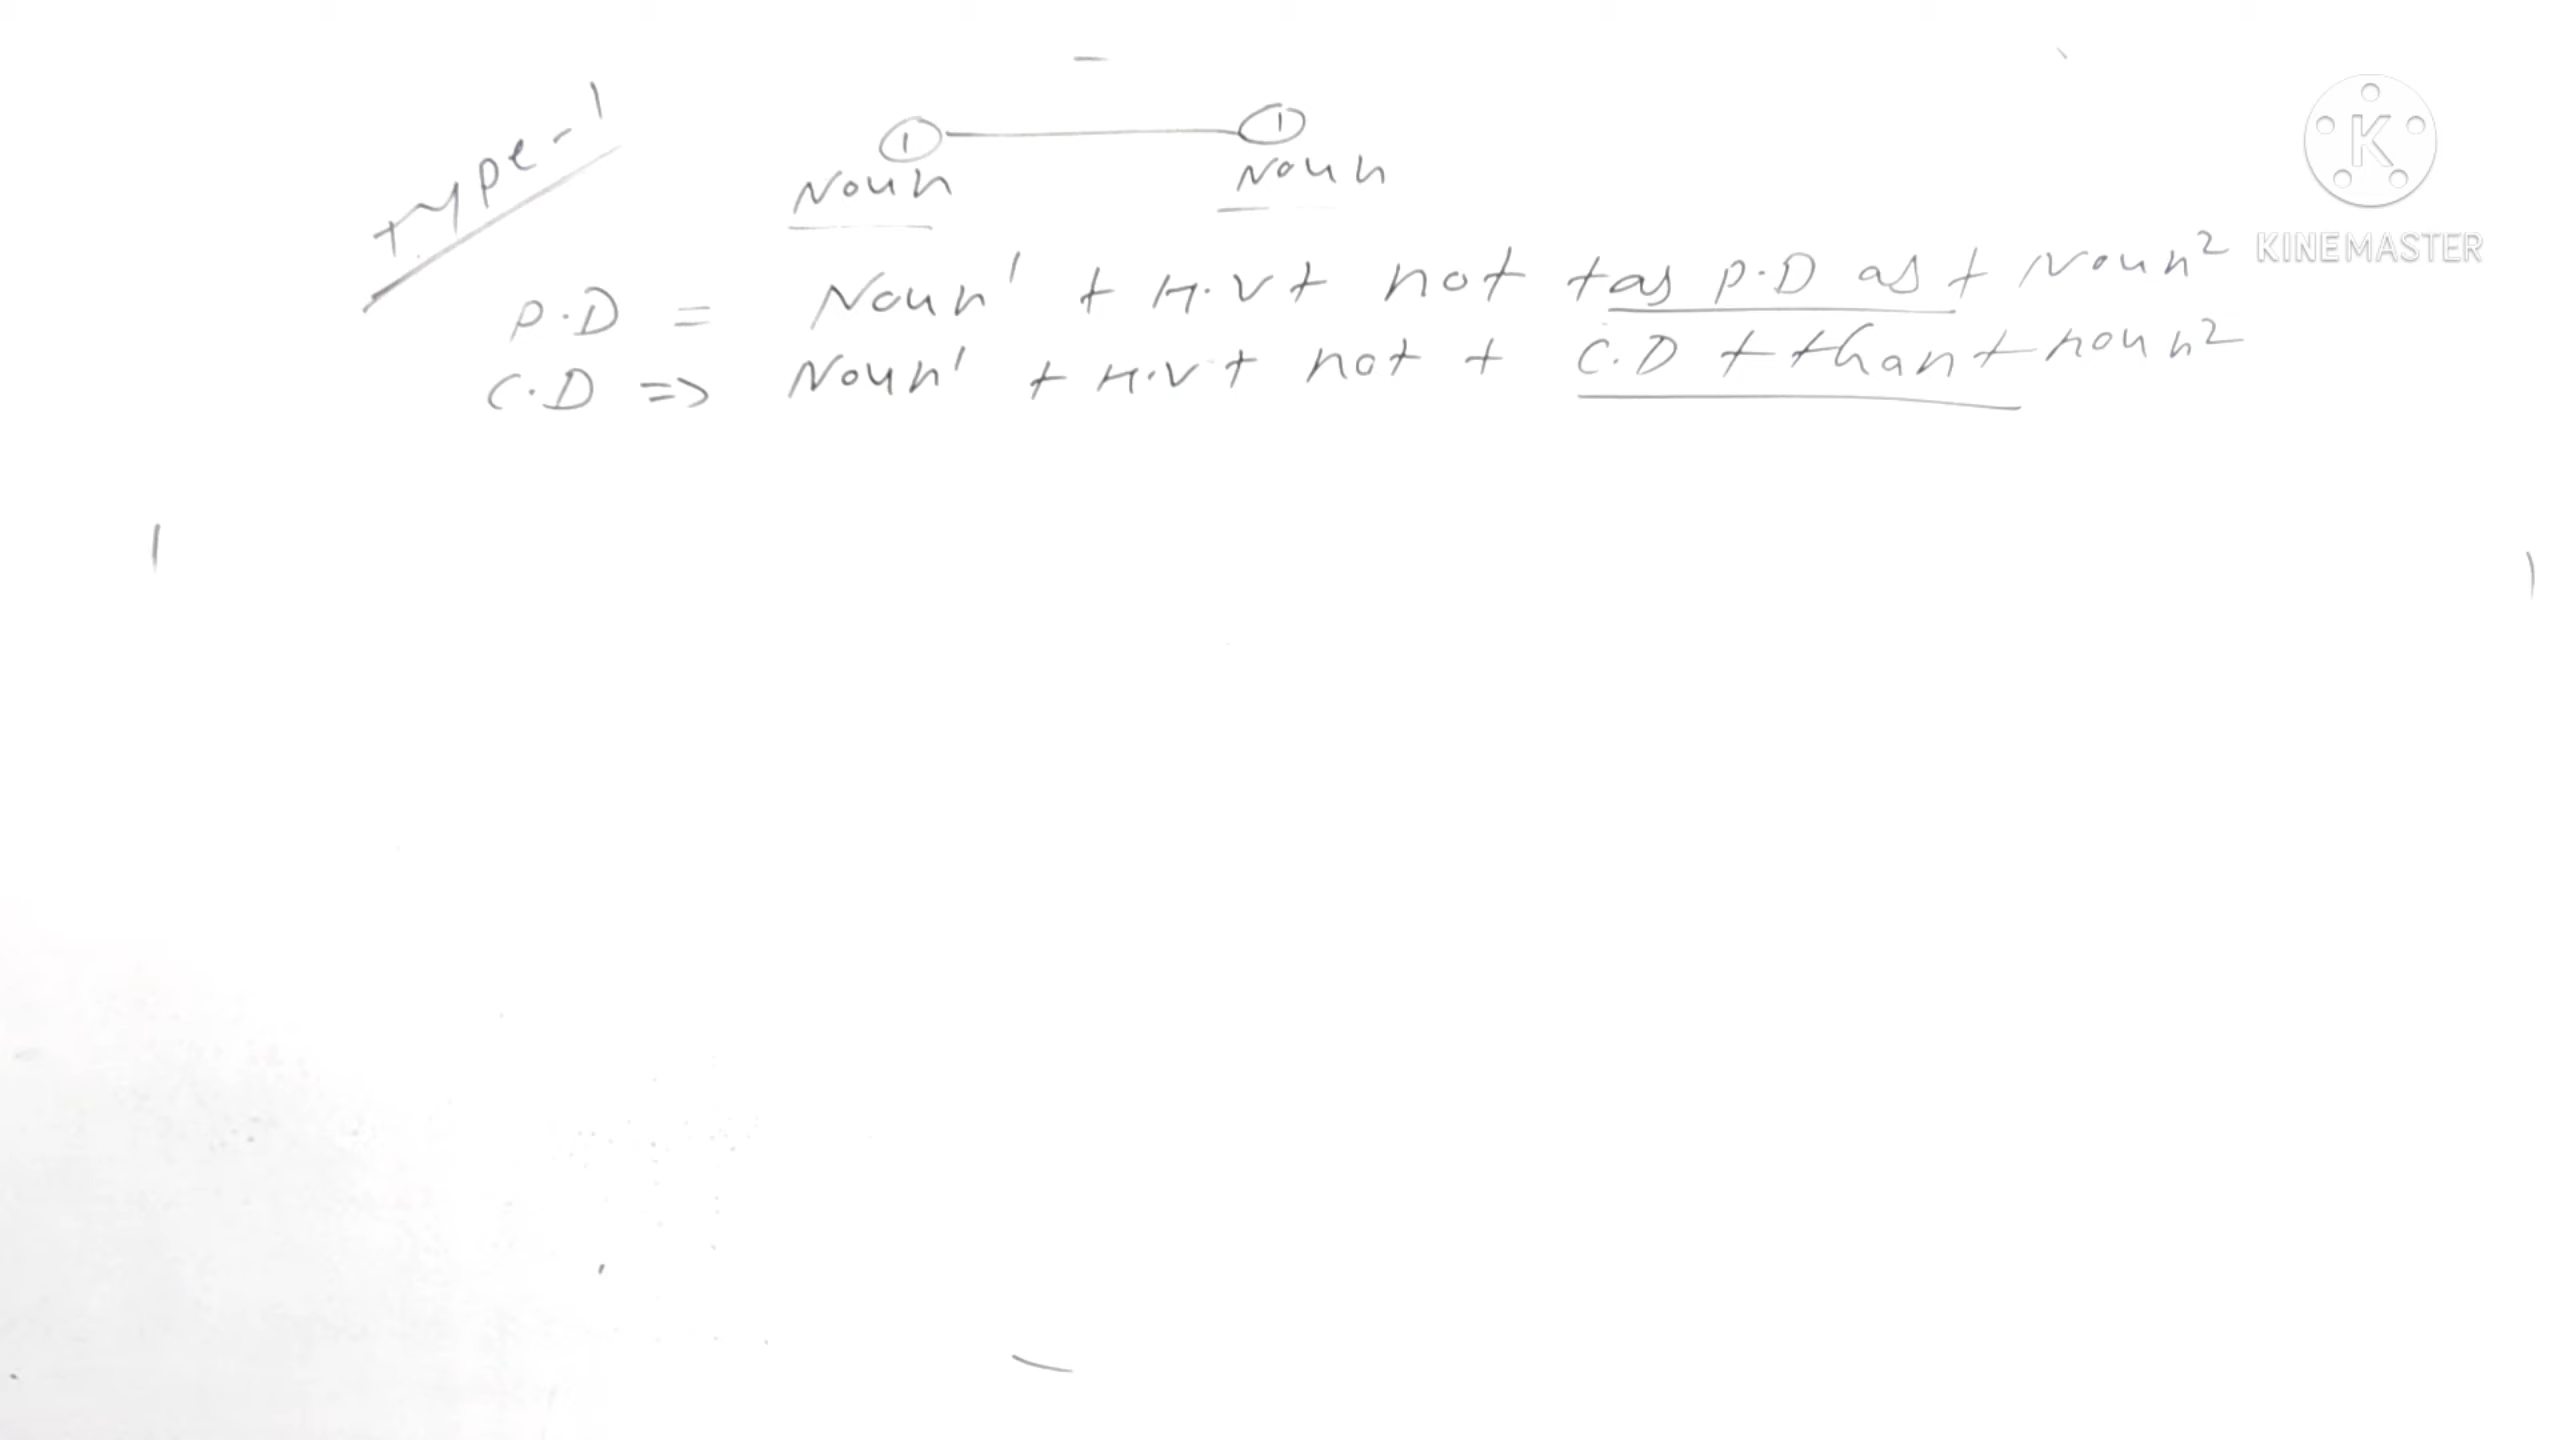 Type-1
① ——— ①
Noun Noun
P.D = Noun¹ + H.V + not + as P.D as + Noun²
C.D => Noun¹ + H.V + not + C.D + than + noun²
K
KINEMASTER